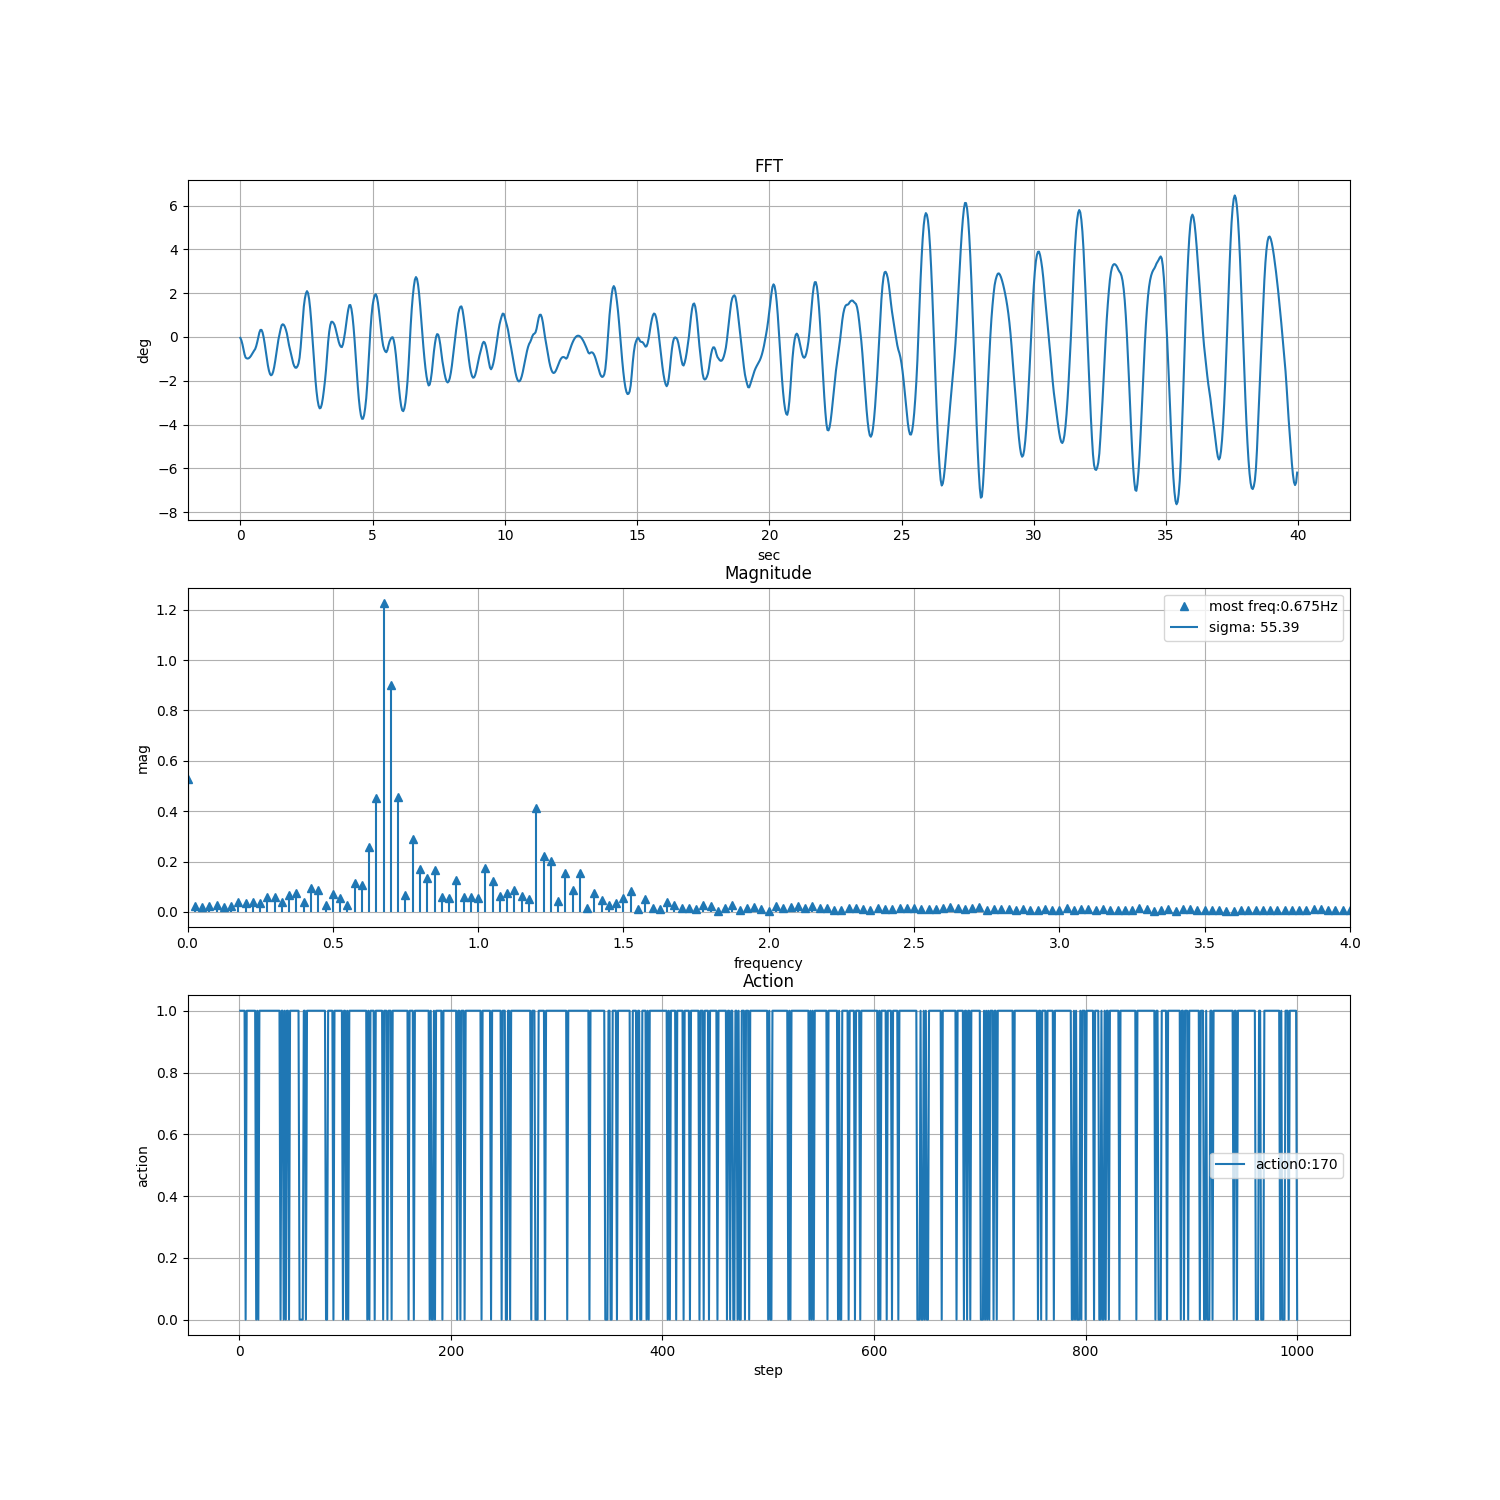 FFT
6
4
2
0
−2
−4
−6
−8
deg
0 5 10 15 20 25 30 35 40
sec
Magnitude
most freq:0.675Hz
sigma: 55.39
1.2
1.0
0.8
0.6
0.4
0.2
0.0
mag
0.0 0.5 1.0 1.5 2.0 2.5 3.0 3.5 4.0
frequency
Action
1.0
0.8
0.6
0.4
0.2
0.0
action
action0:170
0 200 400 600 800 1000
step